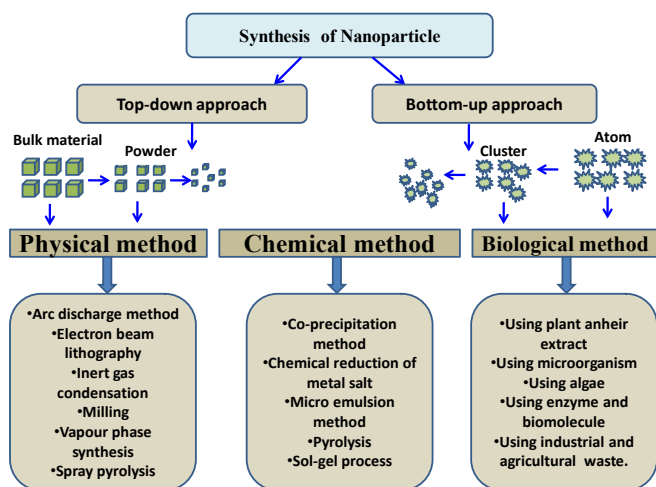 Synthesis of Nanoparticle
Top-down approach
Bottom-up approach
Bulk material
Powder
Cluster
Atom
Physical method
Chemical method
Biological method
•Arc discharge method
•Electron beam
lithography
•Inert gas
condensation
•Milling
•Vapour phase
synthesis
•Spray pyrolysis
•Co-precipitation
method
•Chemical reduction of
metal salt
•Micro emulsion
method
•Pyrolysis
•Sol-gel process
•Using plant anheir
extract
•Using microorganism
•Using algae
•Using enzyme and
biomolecule
•Using industrial and
agricultural waste.